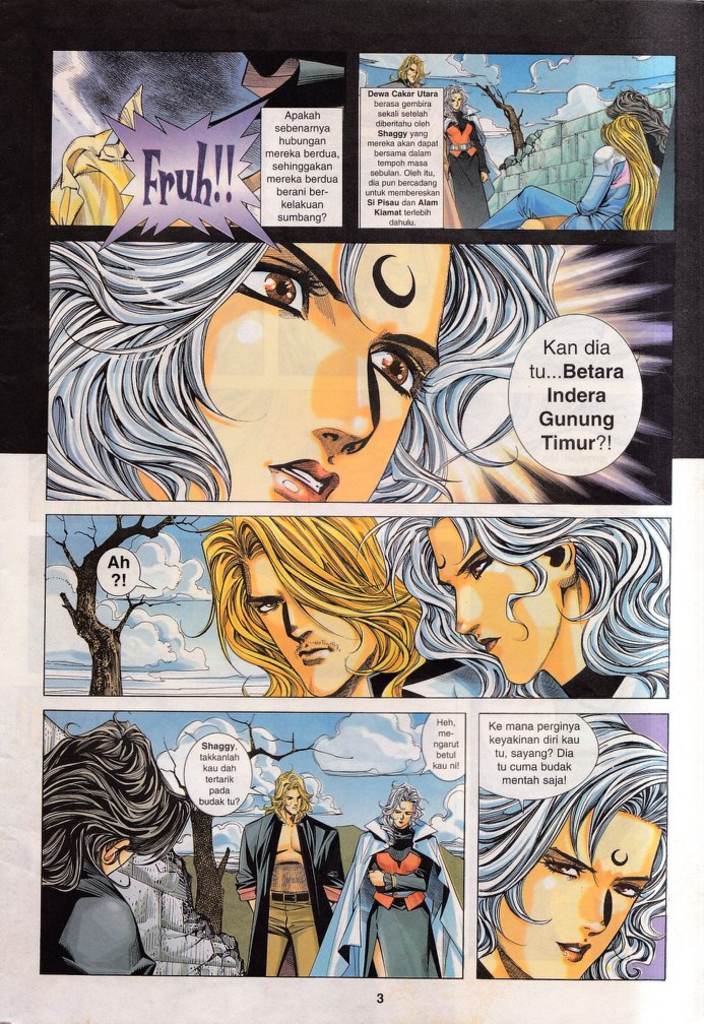 Fruh!!
Apakah
sebenarnya
hubungan
mereka berdua,
sehinggakan
mereka berdua
berani ber-
kelakuan
sumbang?
Dewa Cakar Utara
berasa gembira
sekali setelah
diberitahu oleh
Shaggy yang
mereka akan dapat
bersama dalam
tempoh masa
sebulan. Oleh itu,
dia pun bercadang
untuk membereskan
Si Pisau dan Alam
Kiamat terlebih
dahulu.
Kan dia
tu...Betara
Indera
Gunung
Timur?!
Ah
?!
Shaggy,
takkanlah
kau dah
tertarik
pada
budak tu?
Heh,
me-
ngarut
betul
kau ni!
Ke mana perginya
keyakinan diri kau
tu, sayang? Dia
tu cuma budak
mentah saja!
3